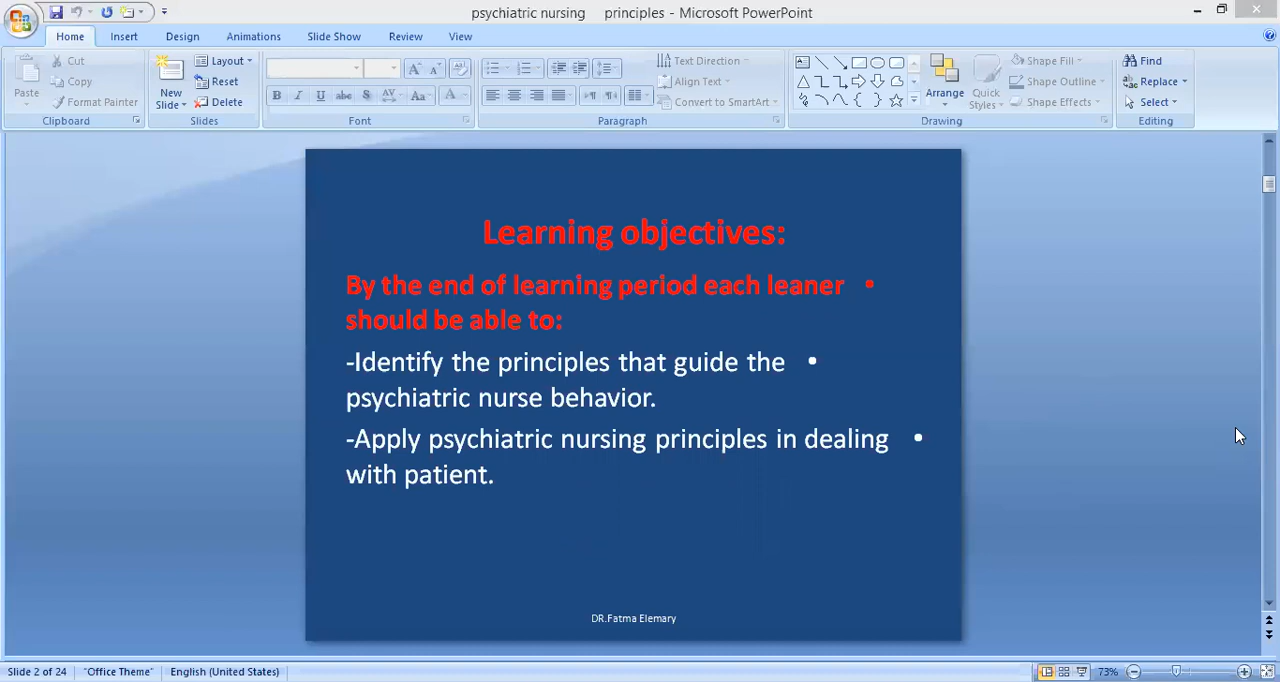 psychiatric nursing principles - Microsoft PowerPoint
Home Insert Design Animations Slide Show Review View
Paste
Cut
Copy
Format Painter
Clipboard
New Slide
Layout
Reset
Delete
Slides
B I U abc S AV Aa A
Font
Text Direction
Align Text
Convert to SmartArt
Paragraph
Arrange
Quick Styles
Shape Fill
Shape Outline
Shape Effects
Drawing
Find
Replace
Select
Editing
Learning objectives:
By the end of learning period each leaner •
should be able to:
-Identify the principles that guide the •
psychiatric nurse behavior.
-Apply psychiatric nursing principles in dealing •
with patient.
DR.Fatma Elemary
Slide 2 of 24 "Office Theme" English (United States) 73%